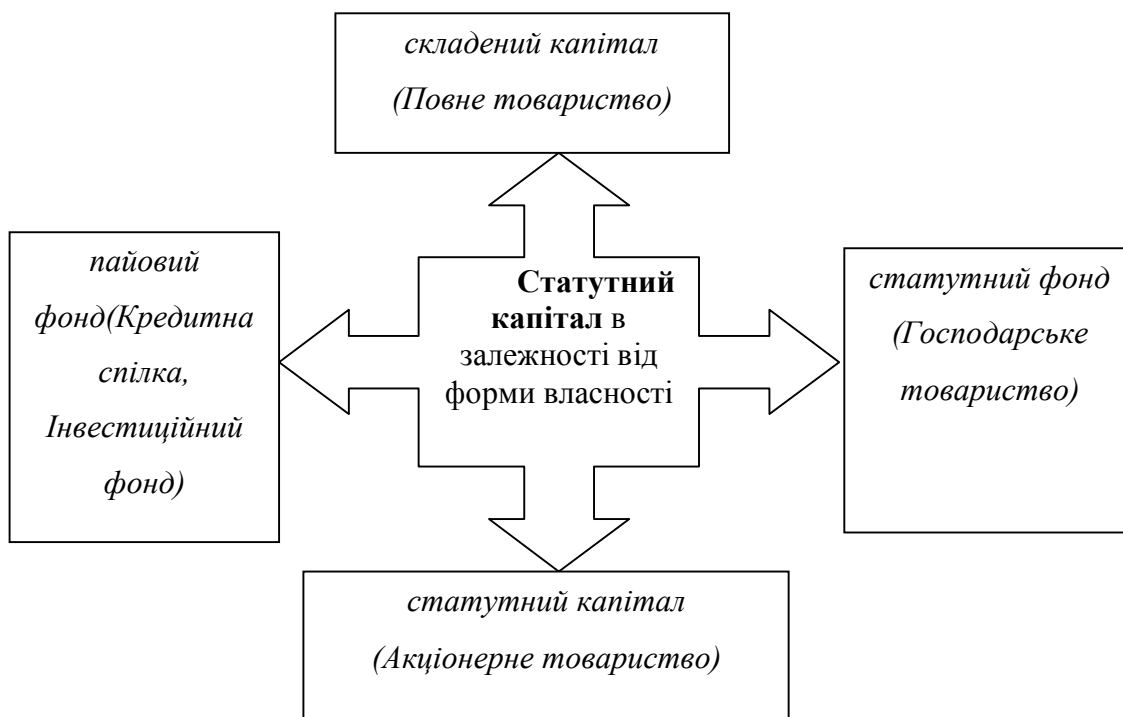 складений капітал
(Повне товариство)
пайовий
фонд(Кредитна
спілка,
Інвестиційний
фонд)
Статутний
капітал в
залежності від
форми власності
статутний фонд
(Господарське
товариство)
статутний капітал
(Акціонерне товариство)